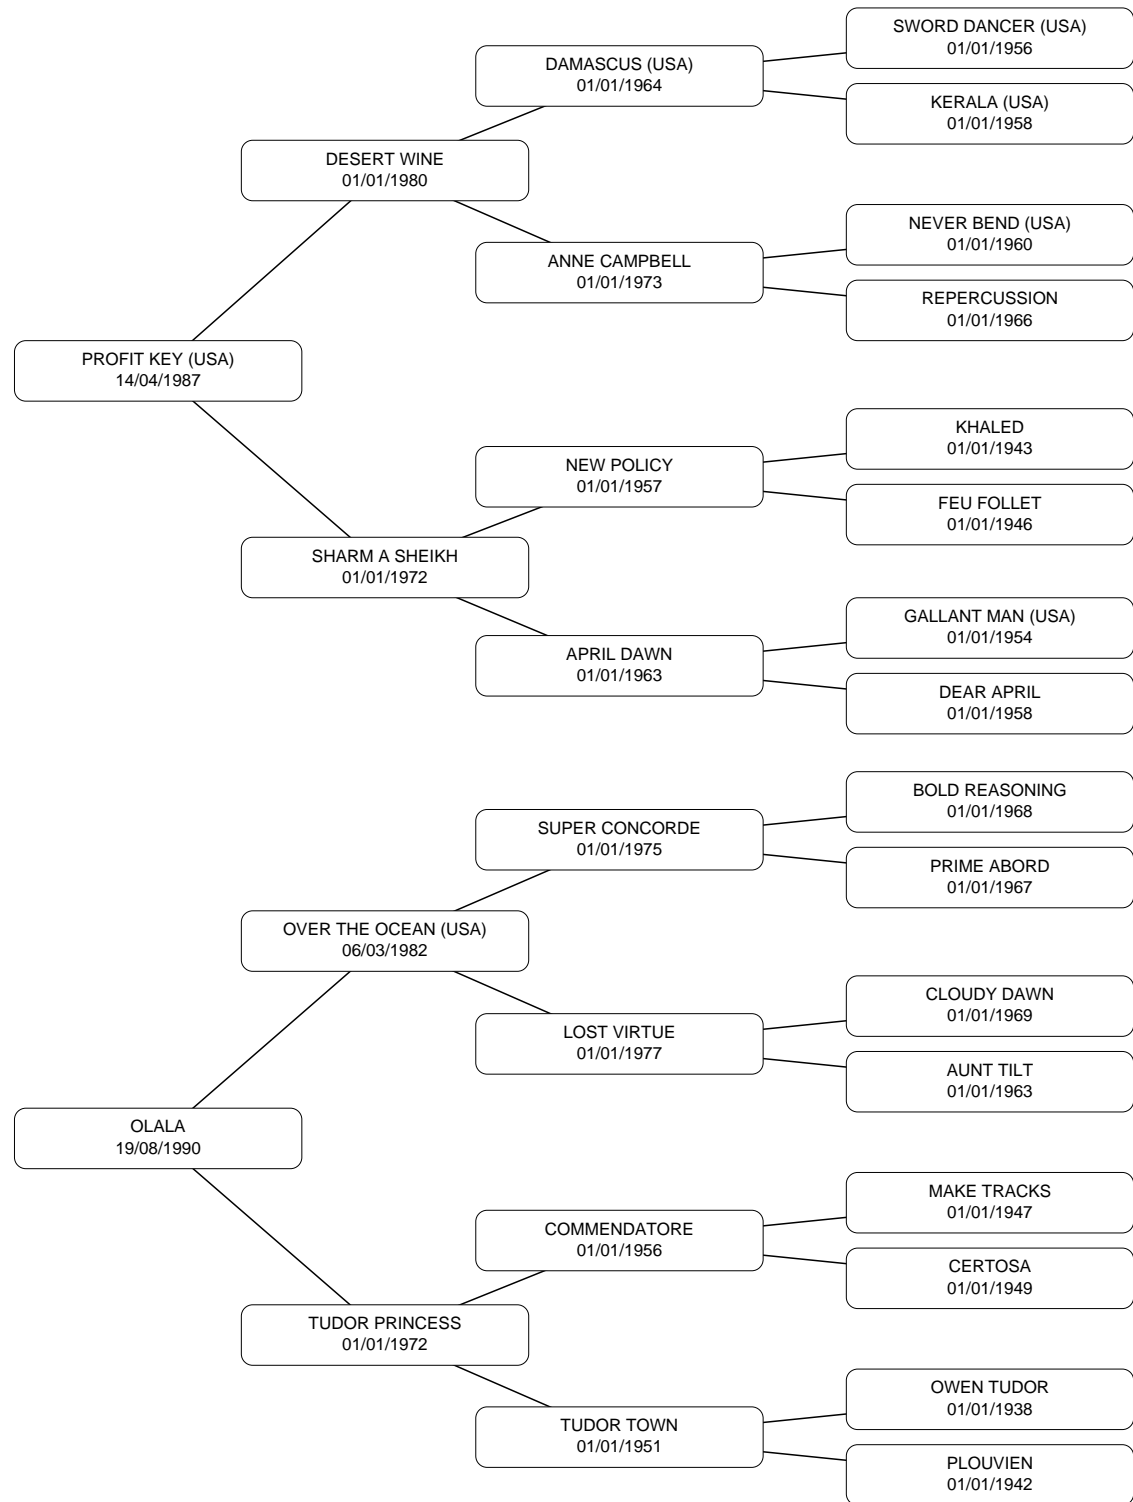 SWORD DANCER (USA)
01/01/1956
DAMASCUS (USA)
01/01/1964
KERALA (USA)
01/01/1958
DESERT WINE
01/01/1980
NEVER BEND (USA)
01/01/1960
ANNE CAMPBELL
01/01/1973
REPERCUSSION
01/01/1966
PROFIT KEY (USA)
14/04/1987
KHALED
01/01/1943
NEW POLICY
01/01/1957
FEU FOLLET
01/01/1946
SHARM A SHEIKH
01/01/1972
GALLANT MAN (USA)
01/01/1954
APRIL DAWN
01/01/1963
DEAR APRIL
01/01/1958
BOLD REASONING
01/01/1968
SUPER CONCORDE
01/01/1975
PRIME ABORD
01/01/1967
OVER THE OCEAN (USA)
06/03/1982
CLOUDY DAWN
01/01/1969
LOST VIRTUE
01/01/1977
AUNT TILT
01/01/1963
OLALA
19/08/1990
MAKE TRACKS
01/01/1947
COMMENDATORE
01/01/1956
CERTOSA
01/01/1949
TUDOR PRINCESS
01/01/1972
OWEN TUDOR
01/01/1938
TUDOR TOWN
01/01/1951
PLOUVIEN
01/01/1942